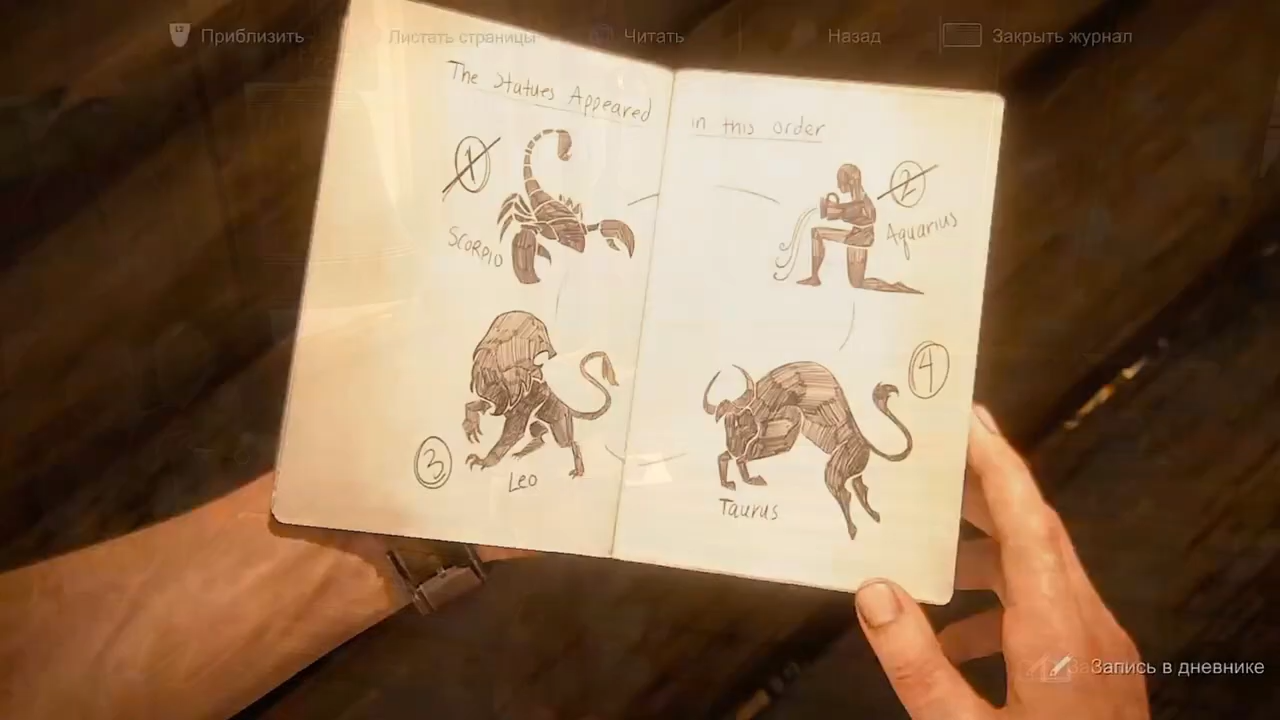 L2
Приблизить
Листать страницы
Читать
Назад
Закрыть журнал
The Statues Appeared
in this order
1
SCORPIO
2
Aquarius
3
Leo
4
Taurus
Запись в дневнике